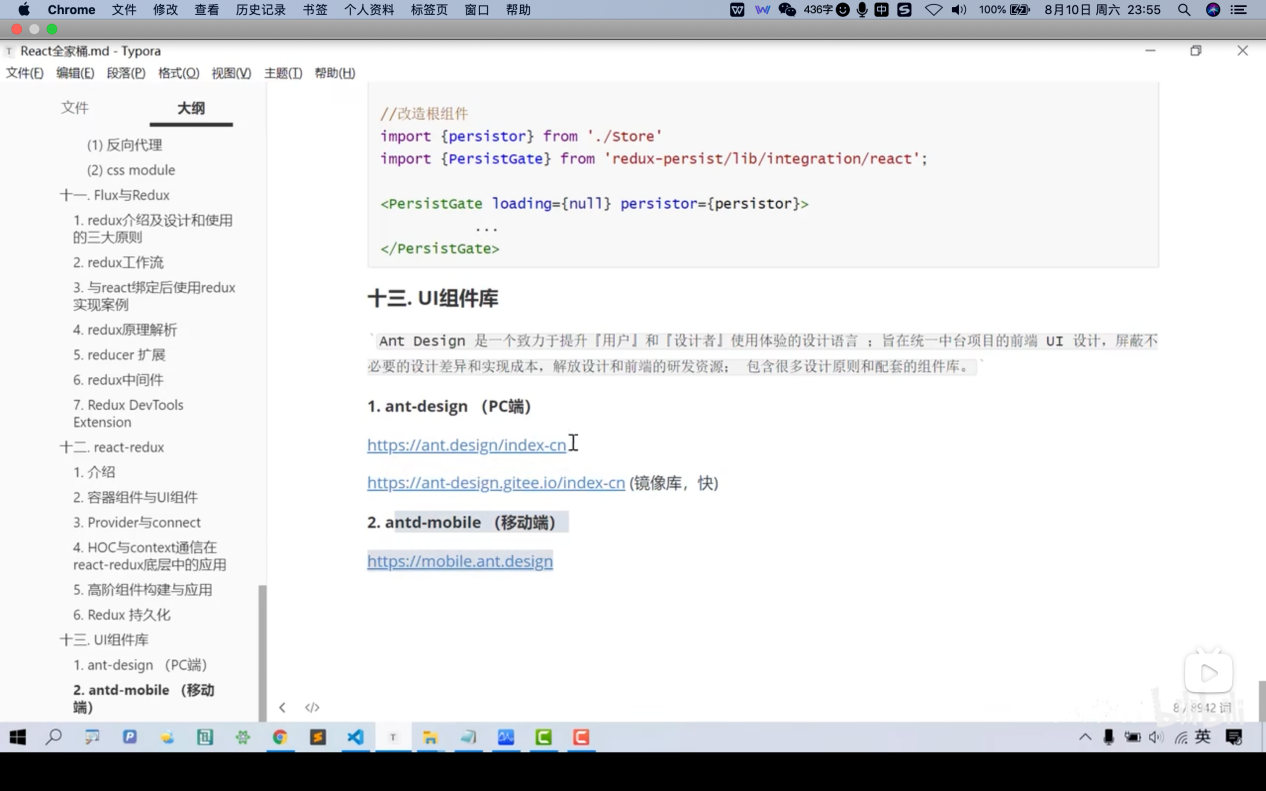 Chrome 文件 修改 查看 历史记录 书签 个人资料 标签页 窗口 帮助 436字 中 100% 8月10日 周六 23:55
T React全家桶.md - Typora
文件(F) 编辑(E) 段落(P) 格式(O) 视图(V) 主题(T) 帮助(H)
文件 大纲
(1) 反向代理
(2) css module
十一. Flux与Redux
1. redux介绍及设计和使用
的三大原则
2. redux工作流
3. 与react绑定后使用redux
实现案例
4. redux原理解析
5. reducer 扩展
6. redux中间件
7. Redux DevTools
Extension
十二. react-redux
1. 介绍
2. 容器组件与UI组件
3. Provider与connect
4. HOC与context通信在
react-redux底层中的应用
5. 高阶组件构建与应用
6. Redux 持久化
十三. UI组件库
1. ant-design （PC端）
2. antd-mobile （移动
端）
//改造根组件
import {persistor} from './Store'
import {PersistGate} from 'redux-persist/lib/integration/react';
<PersistGate loading={null} persistor={persistor}>
...
</PersistGate>
十三. UI组件库
`Ant Design 是一个致力于提升『用户』和『设计者』使用体验的设计语言 ；旨在统一中台项目的前端 UI 设计，屏蔽不
必要的设计差异和实现成本，解放设计和前端的研发资源； 包含很多设计原则和配套的组件库。`
1. ant-design （PC端）
https://ant.design/index-cn
https://ant-design.gitee.io/index-cn (镜像库，快)
2. antd-mobile （移动端）
https://mobile.ant.design
8 / 8942 词
bilibili
英